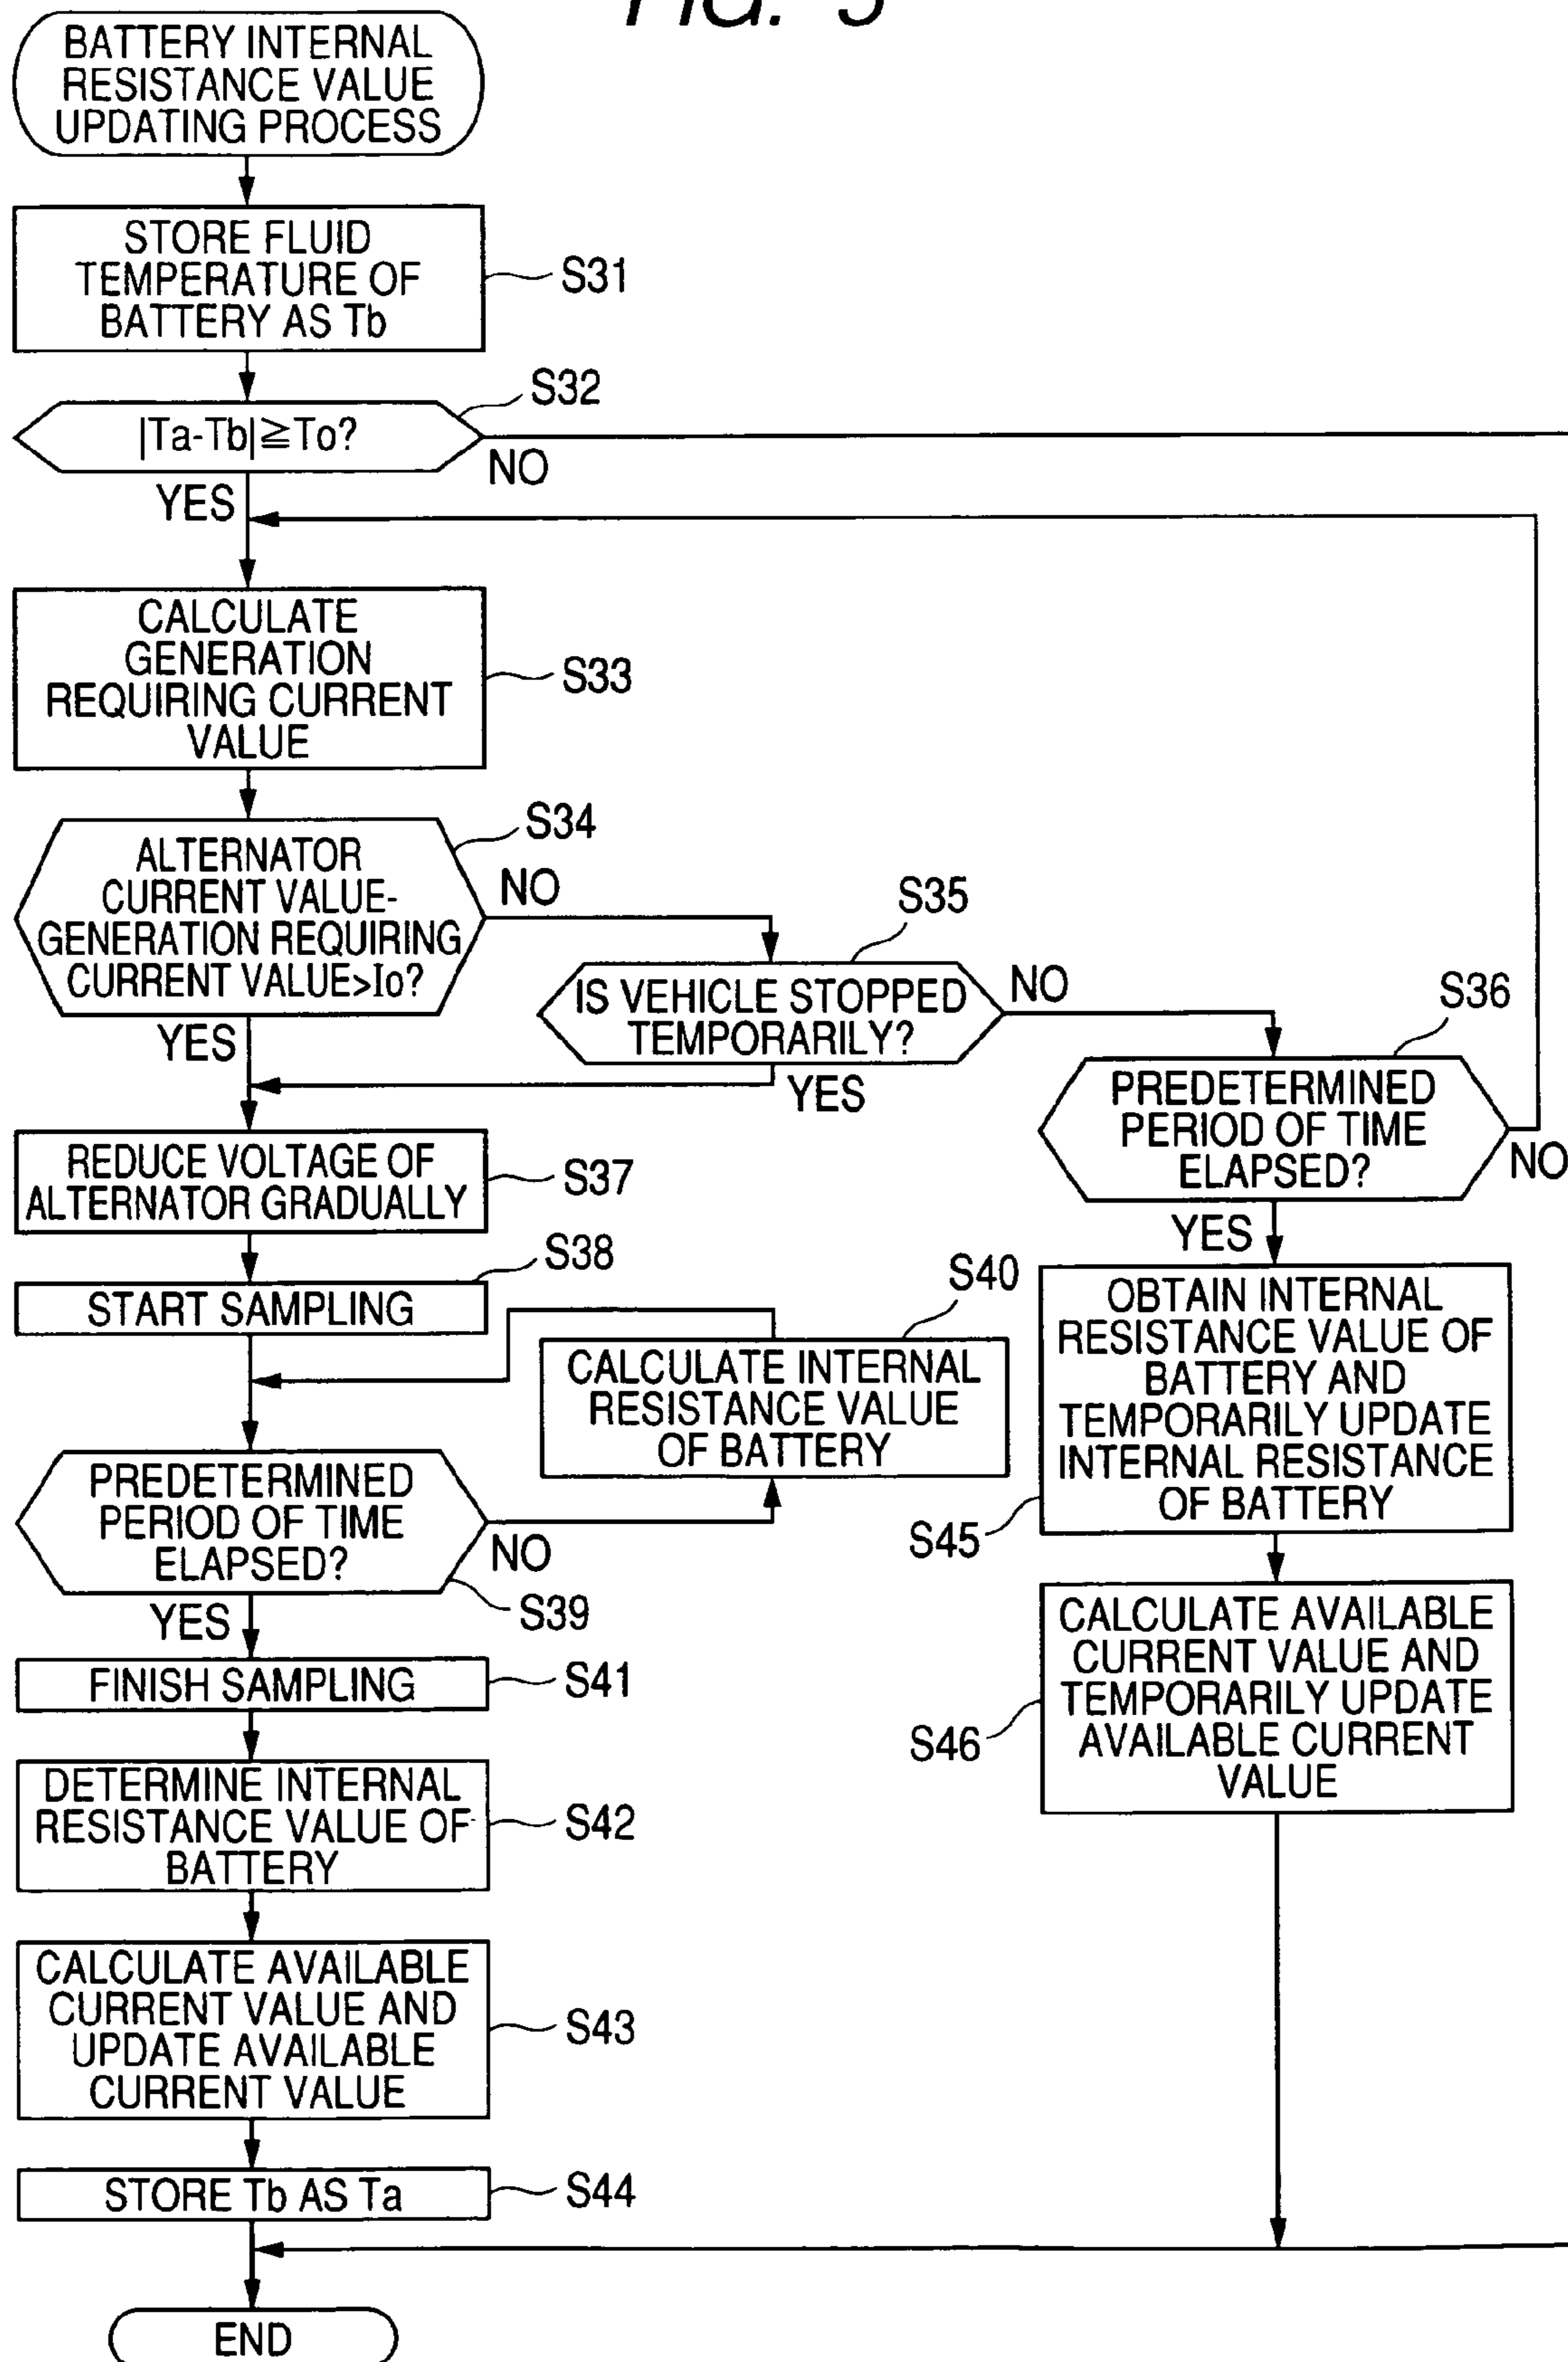 FIG. 5
BATTERY INTERNAL
RESISTANCE VALUE
UPDATING PROCESS
STORE FLUID
TEMPERATURE OF
BATTERY AS Tb
S31
S32
|Ta-Tb|≧To?
NO
YES
CALCULATE
GENERATION
REQUIRING CURRENT
VALUE
S33
S34
ALTERNATOR
CURRENT VALUE-
GENERATION REQUIRING
CURRENT VALUE>Io?
NO
YES
S35
IS VEHICLE STOPPED
TEMPORARILY?
NO
YES
S36
PREDETERMINED
PERIOD OF TIME
ELAPSED?
NO
YES
REDUCE VOLTAGE OF
ALTERNATOR GRADUALLY
S37
S38
START SAMPLING
S40
CALCULATE INTERNAL
RESISTANCE VALUE
OF BATTERY
OBTAIN INTERNAL
RESISTANCE VALUE OF
BATTERY AND
TEMPORARILY UPDATE
INTERNAL RESISTANCE
OF BATTERY
S45
PREDETERMINED
PERIOD OF TIME
ELAPSED?
NO
S39
YES
CALCULATE AVAILABLE
CURRENT VALUE AND
TEMPORARILY UPDATE
AVAILABLE CURRENT
VALUE
S46
FINISH SAMPLING
S41
DETERMINE INTERNAL
RESISTANCE VALUE OF
BATTERY
S42
CALCULATE AVAILABLE
CURRENT VALUE AND
UPDATE AVAILABLE
CURRENT VALUE
S43
STORE Tb AS Ta
S44
END